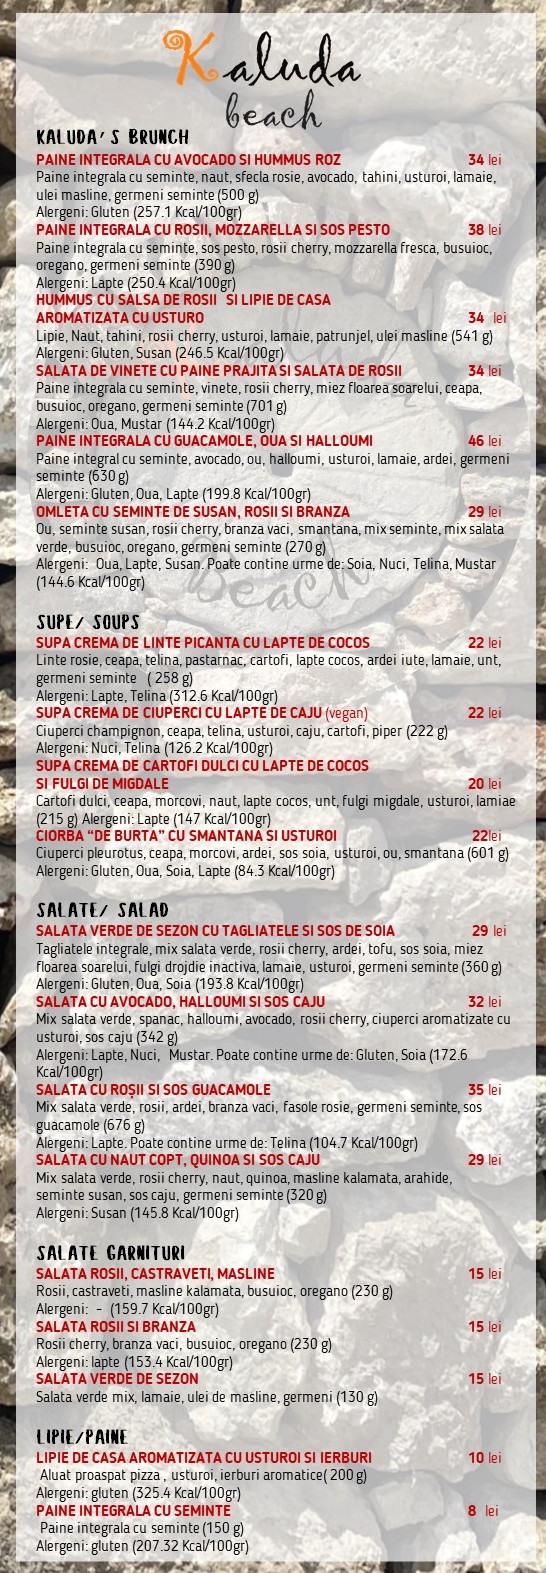 Kaluda
beach
KALUDA'S BRUNCH
PAINE INTEGRALA CU AVOCADO SI HUMMUS ROZ 34 lei
Paine integrala cu seminte, naut, sfecla rosie, avocado, tahini, usturoi, lamaie,
ulei masline, germeni seminte (500 g)
Alergeni: Gluten (257.1 Kcal/100gr)
PAINE INTEGRALA CU ROSII, MOZZARELLA SI SOS PESTO 38 lei
Paine integrala cu seminte, sos pesto, rosii cherry, mozzarella fresca, busuioc,
oregano, germeni seminte (390 g)
Alergeni: Lapte (250.4 Kcal/100gr)
HUMMUS CU SALSA DE ROSII SI LIPIE DE CASA
AROMATIZATA CU USTURO 34 lei
Lipie, Naut, tahini, rosii cherry, usturoi, lamaie, patrunjel, ulei masline (541 g)
Alergeni: Gluten, Susan (246.5 Kcal/100gr)
SALATA DE VINETE CU PAINE PRAJITA SI SALATA DE ROSII 34 lei
Paine integrala cu seminte, vinete, rosii cherry, miez floarea soarelui, ceapa,
busuioc, oregano, germeni seminte (701 g)
Alergeni: Oua, Mustar (144.2 Kcal/100gr)
PAINE INTEGRALA CU GUACAMOLE, OUA SI HALLOUMI 46 lei
Paine integral cu seminte, avocado, ou, halloumi, usturoi, lamaie, ardei, germeni
seminte (630 g)
Alergeni: Gluten, Oua, Lapte (199.8 Kcal/100gr)
OMLETA CU SEMINTE DE SUSAN, ROSII SI BRANZA 29 lei
Ou, seminte susan, rosii cherry, branza vaci, smantana, mix seminte, mix salata
verde, busuioc, oregano, germeni seminte (270 g)
Alergeni: Oua, Lapte, Susan. Poate contine urme de: Soia, Nuci, Telina, Mustar
(144.6 Kcal/100gr)
Beach
SUPE/ SOUPS
SUPA CREMA DE LINTE PICANTA CU LAPTE DE COCOS 22 lei
Linte rosie, ceapa, telina, pastarnac, cartofi, lapte cocos, ardei iute, lamaie, unt,
germeni seminte ( 258 g)
Alergeni: Lapte, Telina (312.6 Kcal/100gr)
SUPA CREMA DE CIUPERCI CU LAPTE DE CAJU (vegan) 22 lei
Ciuperci champignon, ceapa, telina, usturoi, caju, cartofi, piper (222 g)
Alergeni: Nuci, Telina (126.2 Kcal/100gr)
SUPA CREMA DE CARTOFI DULCI CU LAPTE DE COCOS
SI FULGI DE MIGDALE 20 lei
Cartofi dulci, ceapa, morcovi, naut, lapte cocos, unt, fulgi migdale, usturoi, lamiae
(215 g) Alergeni: Lapte (147 Kcal/100gr)
CIORBA “DE BURTA” CU SMANTANA SI USTUROI 22lei
Ciuperci pleurotus, ceapa, morcovi, ardei, sos soia, usturoi, ou, smantana (601 g)
Alergeni: Gluten, Oua, Soia, Lapte (84.3 Kcal/100gr)
SALATE/ SALAD
SALATA VERDE DE SEZON CU TAGLIATELE SI SOS DE SOIA 29 lei
Tagliatele integrale, mix salata verde, rosii cherry, ardei, tofu, sos soia, miez
floarea soarelui, fulgi drojdie inactiva, lamaie, usturoi, germeni seminte (360 g)
Alergeni: Gluten, Oua, Soia (193.8 Kcal/100gr)
SALATA CU AVOCADO, HALLOUMI SI SOS CAJU 32 lei
Mix salata verde, spanac, halloumi, avocado, rosii cherry, ciuperci aromatizate cu
usturoi, sos caju (342 g)
Alergeni: Lapte, Nuci, Mustar. Poate contine urme de: Gluten, Soia (172.6
Kcal/100gr)
SALATA CU ROȘII SI SOS GUACAMOLE 35 lei
Mix salata verde, rosii, ardei, branza vaci, fasole rosie, germeni seminte, sos
guacamole (676 g)
Alergeni: Lapte. Poate contine urme de: Telina (104.7 Kcal/100gr)
SALATA CU NAUT COPT, QUINOA SI SOS CAJU 29 lei
Mix salata verde, rosii cherry, naut, quinoa, masline kalamata, arahide,
seminte susan, sos caju, germeni seminte (320 g)
Alergeni: Susan (145.8 Kcal/100gr)
SALATE GARNITURI
SALATA ROSII, CASTRAVETI, MASLINE 15 lei
Rosii, castraveti, masline kalamata, busuioc, oregano (230 g)
Alergeni: - (159.7 Kcal/100gr)
SALATA ROSII SI BRANZA 15 lei
Rosii cherry, branza vaci, busuioc, oregano (230 g)
Alergeni: lapte (153.4 Kcal/100gr)
SALATA VERDE DE SEZON 15 lei
Salata verde mix, lamaie, ulei de masline, germeni (130 g)
LIPIE/PAINE
LIPIE DE CASA AROMATIZATA CU USTUROI SI IERBURI 10 lei
Aluat proaspat pizza , usturoi, ierburi aromatice( 200 g)
Alergeni: gluten (325.4 Kcal/100gr)
PAINE INTEGRALA CU SEMINTE 8 lei
Paine integrala cu seminte (150 g)
Alergeni: gluten (207.32 Kcal/100gr)